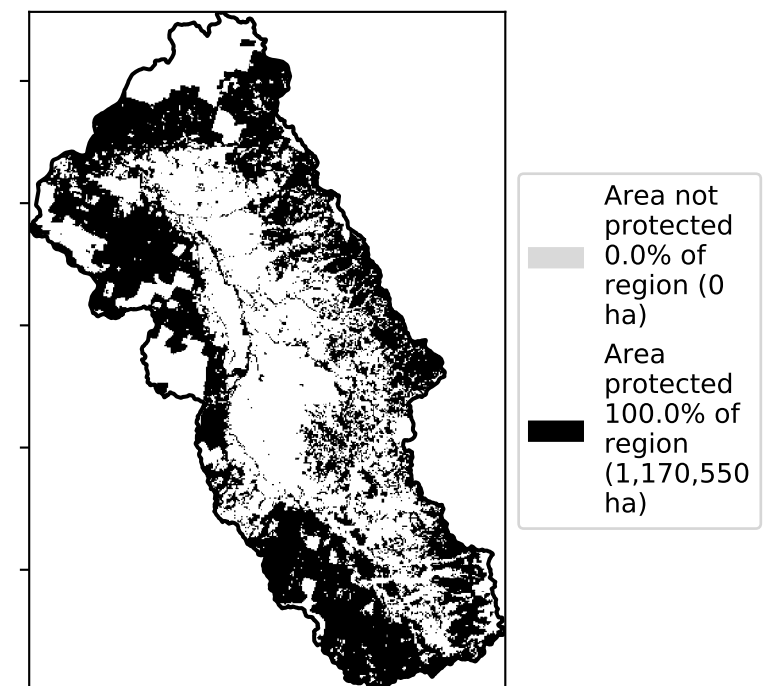 Area not
protected
0.0% of
region (0
ha)
Area
protected
100.0% of
region
(1,170,550
ha)